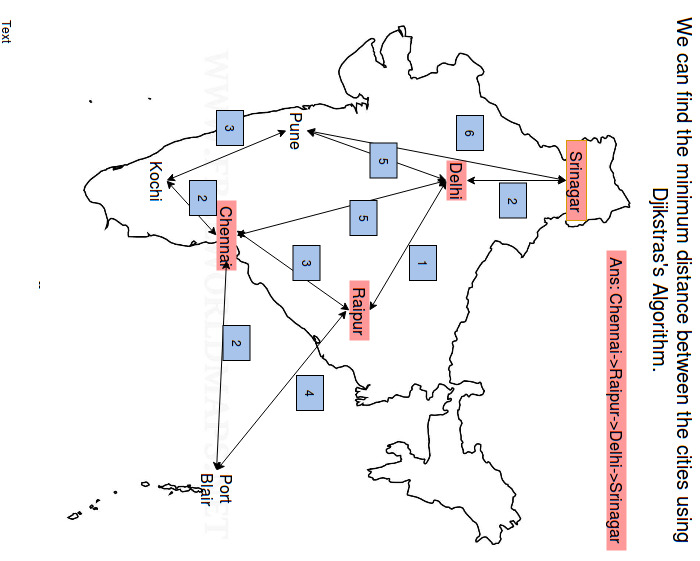 We can find the minimum distance between the cities using
Djikstras's Algorithm.
Ans: Chennai->Raipur->Delhi->Srinagar
Srinagar
6
2
Delhi
5
5
1
Pune
3
Raipur
3
Kochi
2
Chennai
4
2
Port
Blair
Text